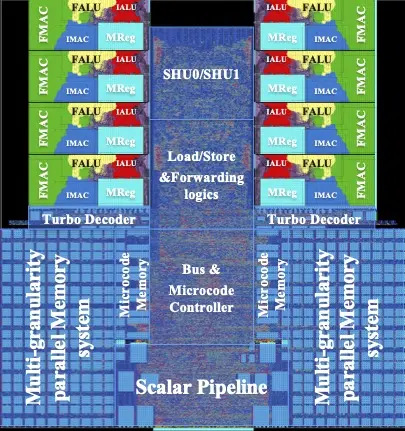 FMAC
FALU
IALU
IMAC
MReg
FMAC
FALU
IALU
IMAC
MReg
FMAC
FALU
IALU
IMAC
MReg
FMAC
FALU
IALU
IMAC
MReg
Turbo Decoder
SHU0/SHU1
Load/Store
&Forwarding
logics
IALU
FALU
FMAC
MReg
IMAC
IALU
FALU
FMAC
MReg
IMAC
IALU
FALU
FMAC
MReg
IMAC
IALU
FALU
FMAC
MReg
IMAC
Turbo Decoder
Multi-granularity
parallel Memory
system
Microcode
Memory
Bus &
Microcode
Controller
Microcode
Memory
Multi-granularity
parallel Memory
system
Scalar Pipeline